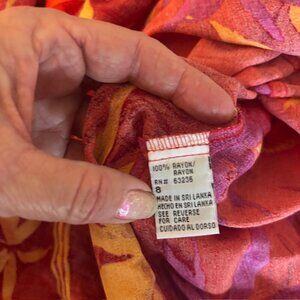 100% RAYON/
RAYON
RN# 63235
8
MADE IN SRI LANKA
HECHO EN SRI LANKA
SEE REVERSE
FOR CARE
CUIDADO AL DORSO